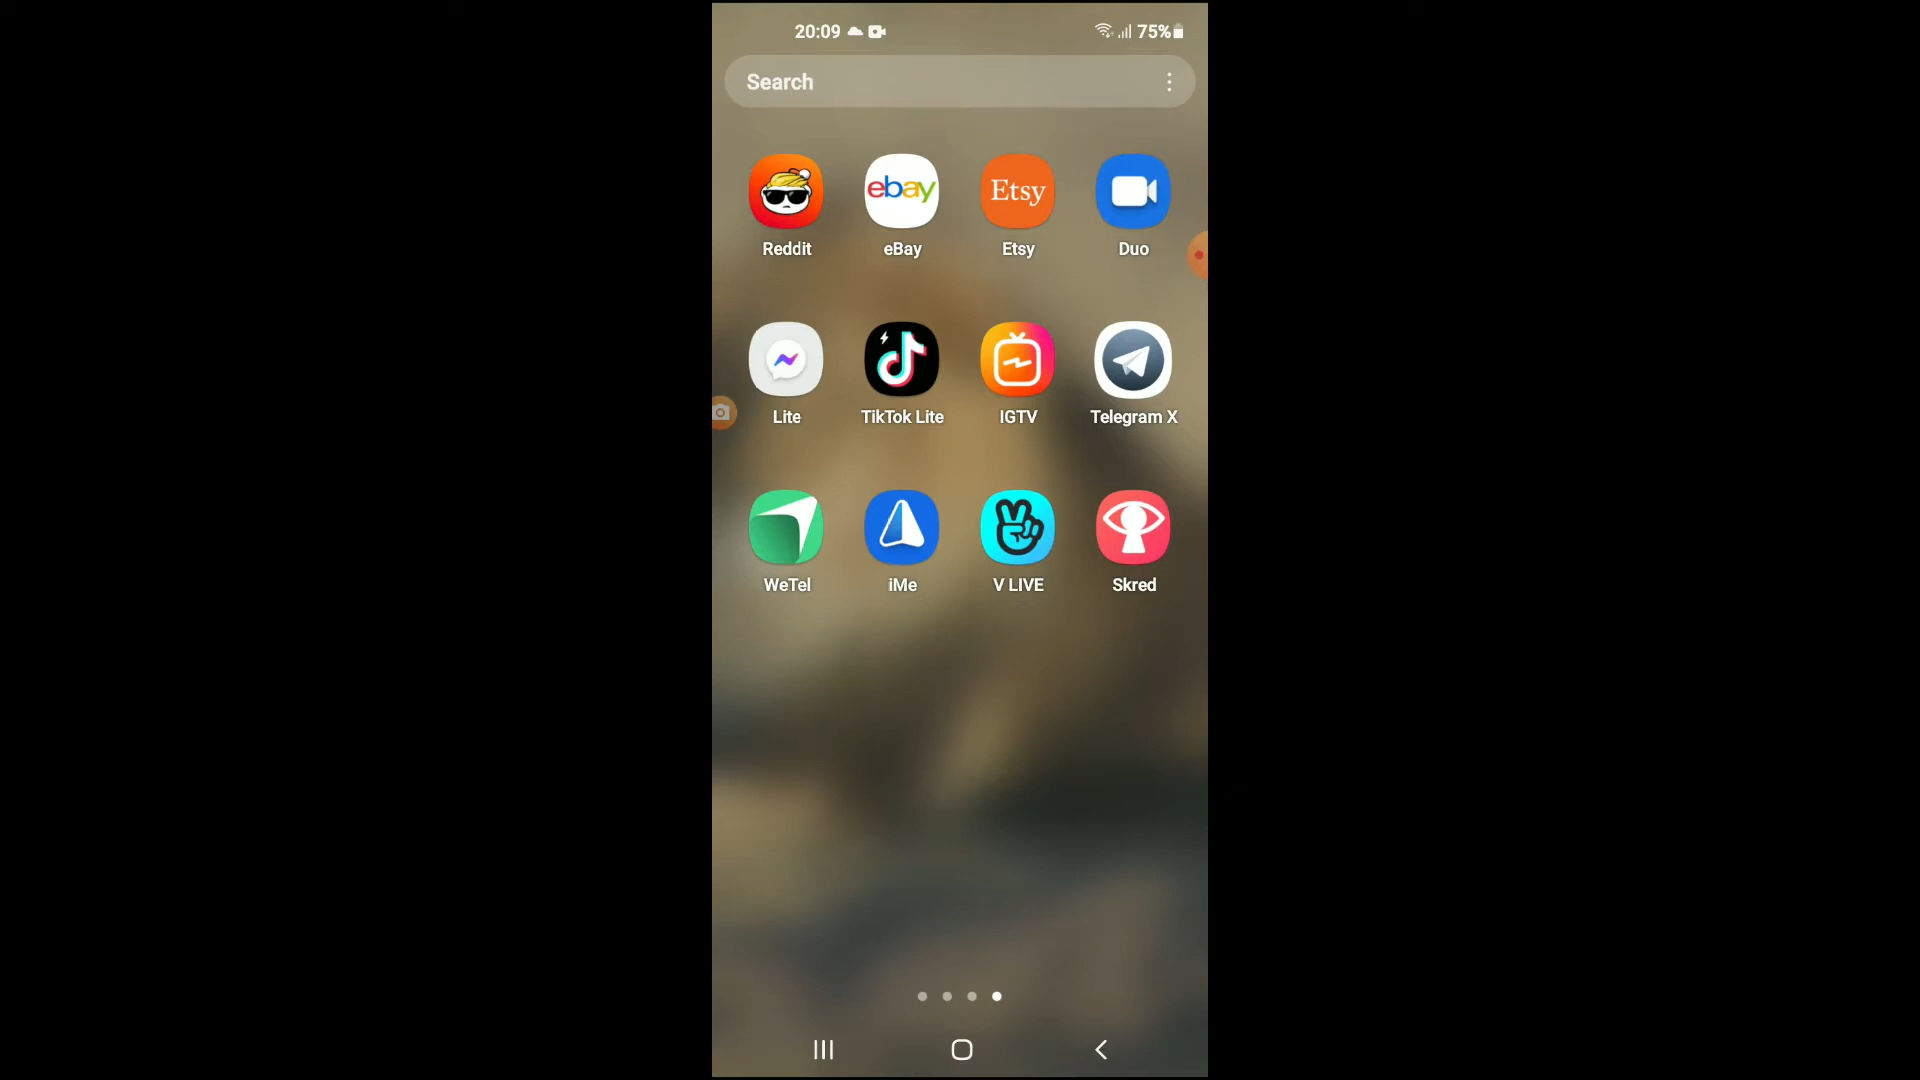 20:09 75%
Search
ebay Etsy
Reddit eBay Etsy Duo
Lite TikTok Lite IGTV Telegram X
WeTel iMe V LIVE Skred